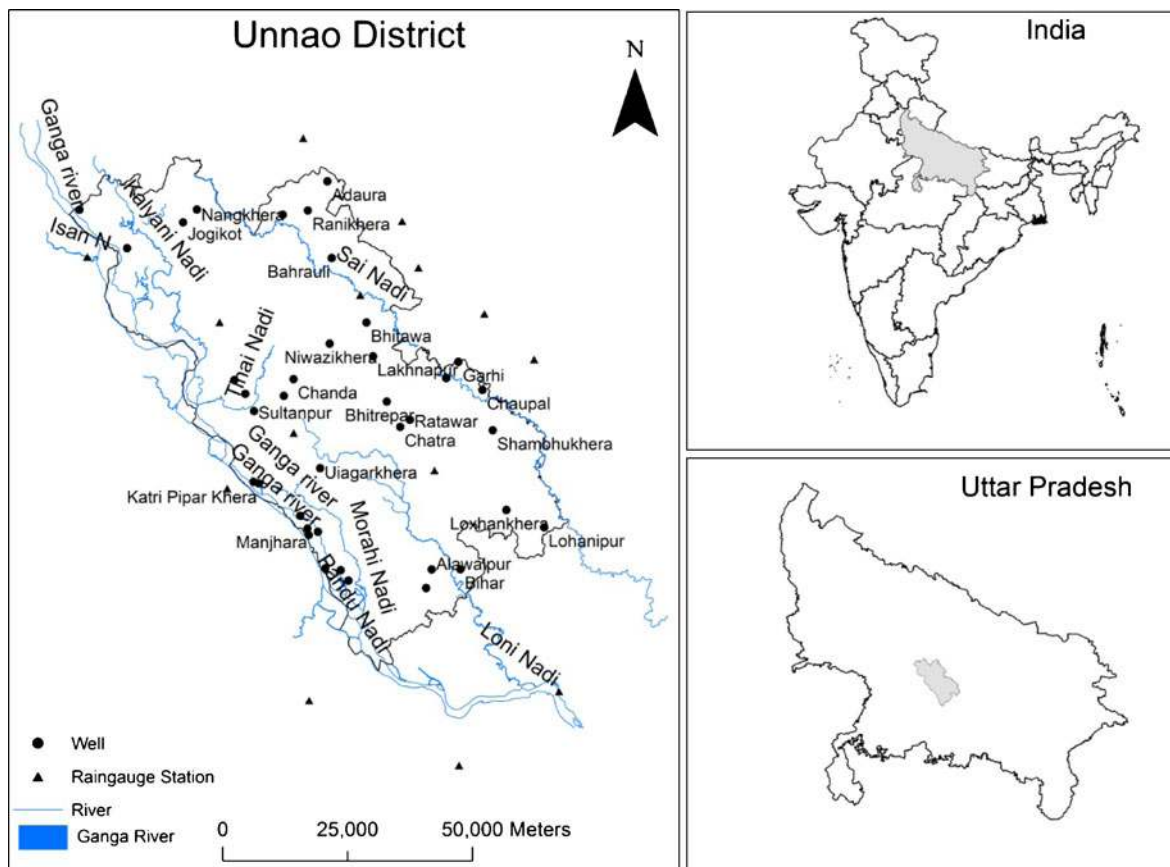 Unnao District
India
Uttar Pradesh
N
Ganga river
Kalyani Nadi
Isan N
Nangkhera
Jogikot
Adaura
Ranikhera
Bahrauli
Sai Nadi
Bhitawa
Niwazikhera
Lakhnapur
Garhi
Chaupal
Tinai Nadi
Chanda
Sultanpur
Bhitrepar
Ratawar
Chatra
Shambhukhera
Ganga river
Ganga river
Uiagarkhera
Katri Pipar Khera
Manjhara
Morahi Nadi
Pandu Nadi
Loxhankhera
Lohanipur
Alawalpur
Bihar
Loni Nadi
Well
Raingauge Station
River
Ganga River
0 25,000 50,000 Meters